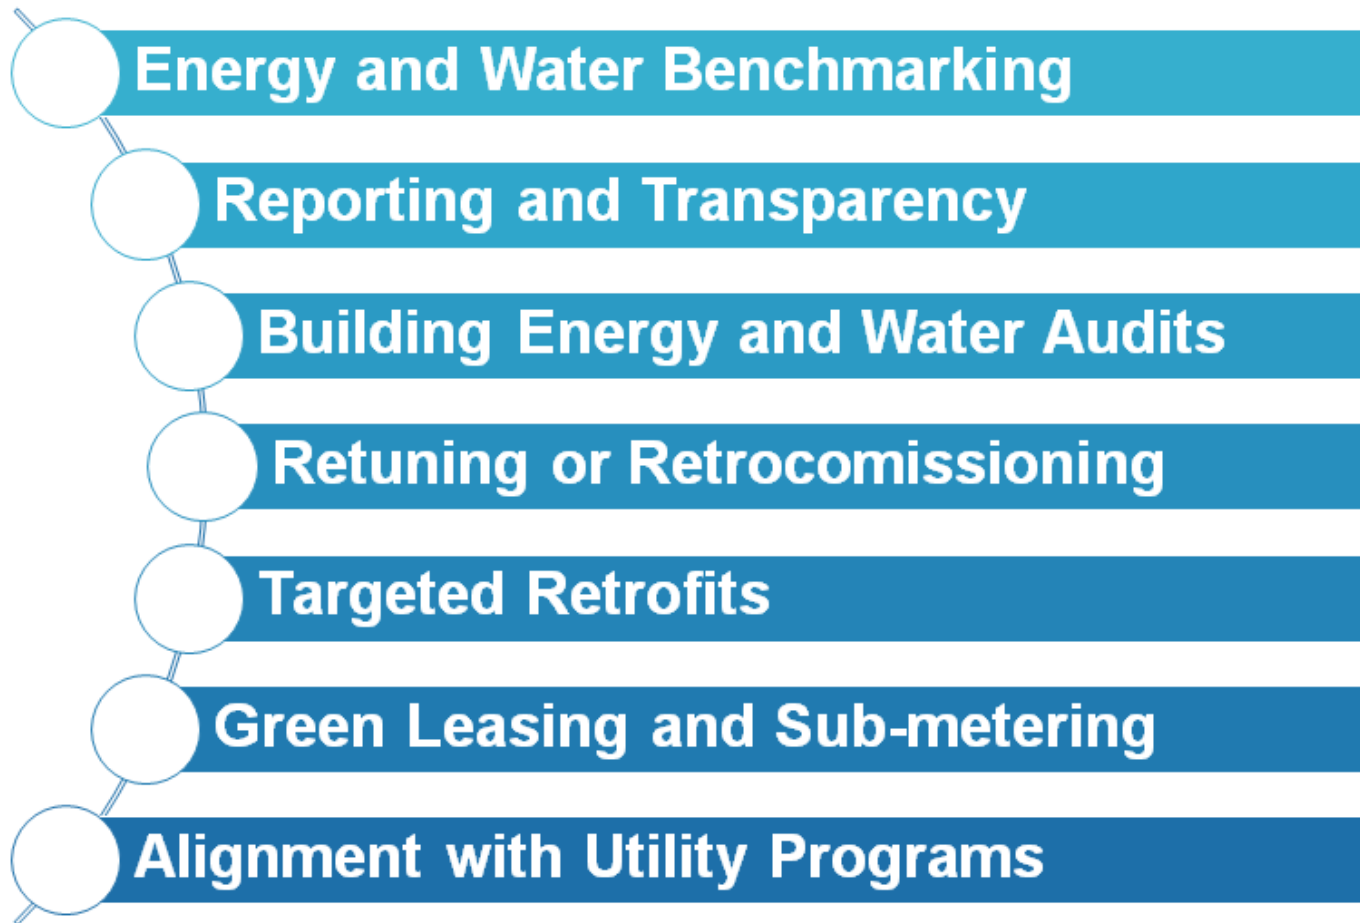 Energy and Water Benchmarking
Reporting and Transparency
Building Energy and Water Audits
Retuning or Retrocomissioning
Targeted Retrofits
Green Leasing and Sub-metering
Alignment with Utility Programs